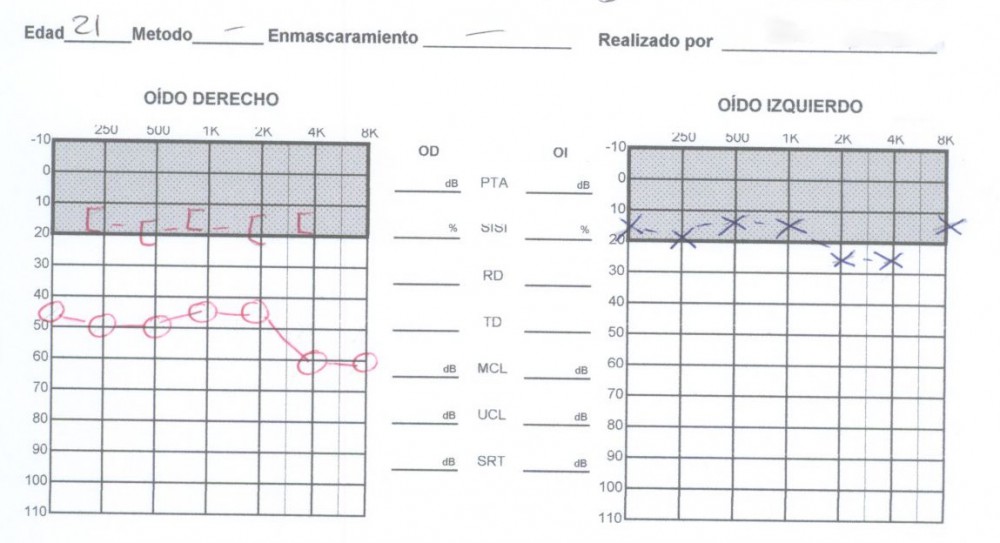 Edad 21 Metodo — Enmascaramiento — Realizado por
OÍDO DERECHO
250 500 1K 2K 4K 8K
-10
0
10
20
30
40
50
60
70
80
90
100
110
OD OI
dB PTA dB
% SISI %
RD
TD
dB MCL dB
dB UCL dB
dB SRT dB
OÍDO IZQUIERDO
250 500 1K 2K 4K 8K
-10
0
10
20
30
40
50
60
70
80
90
100
110